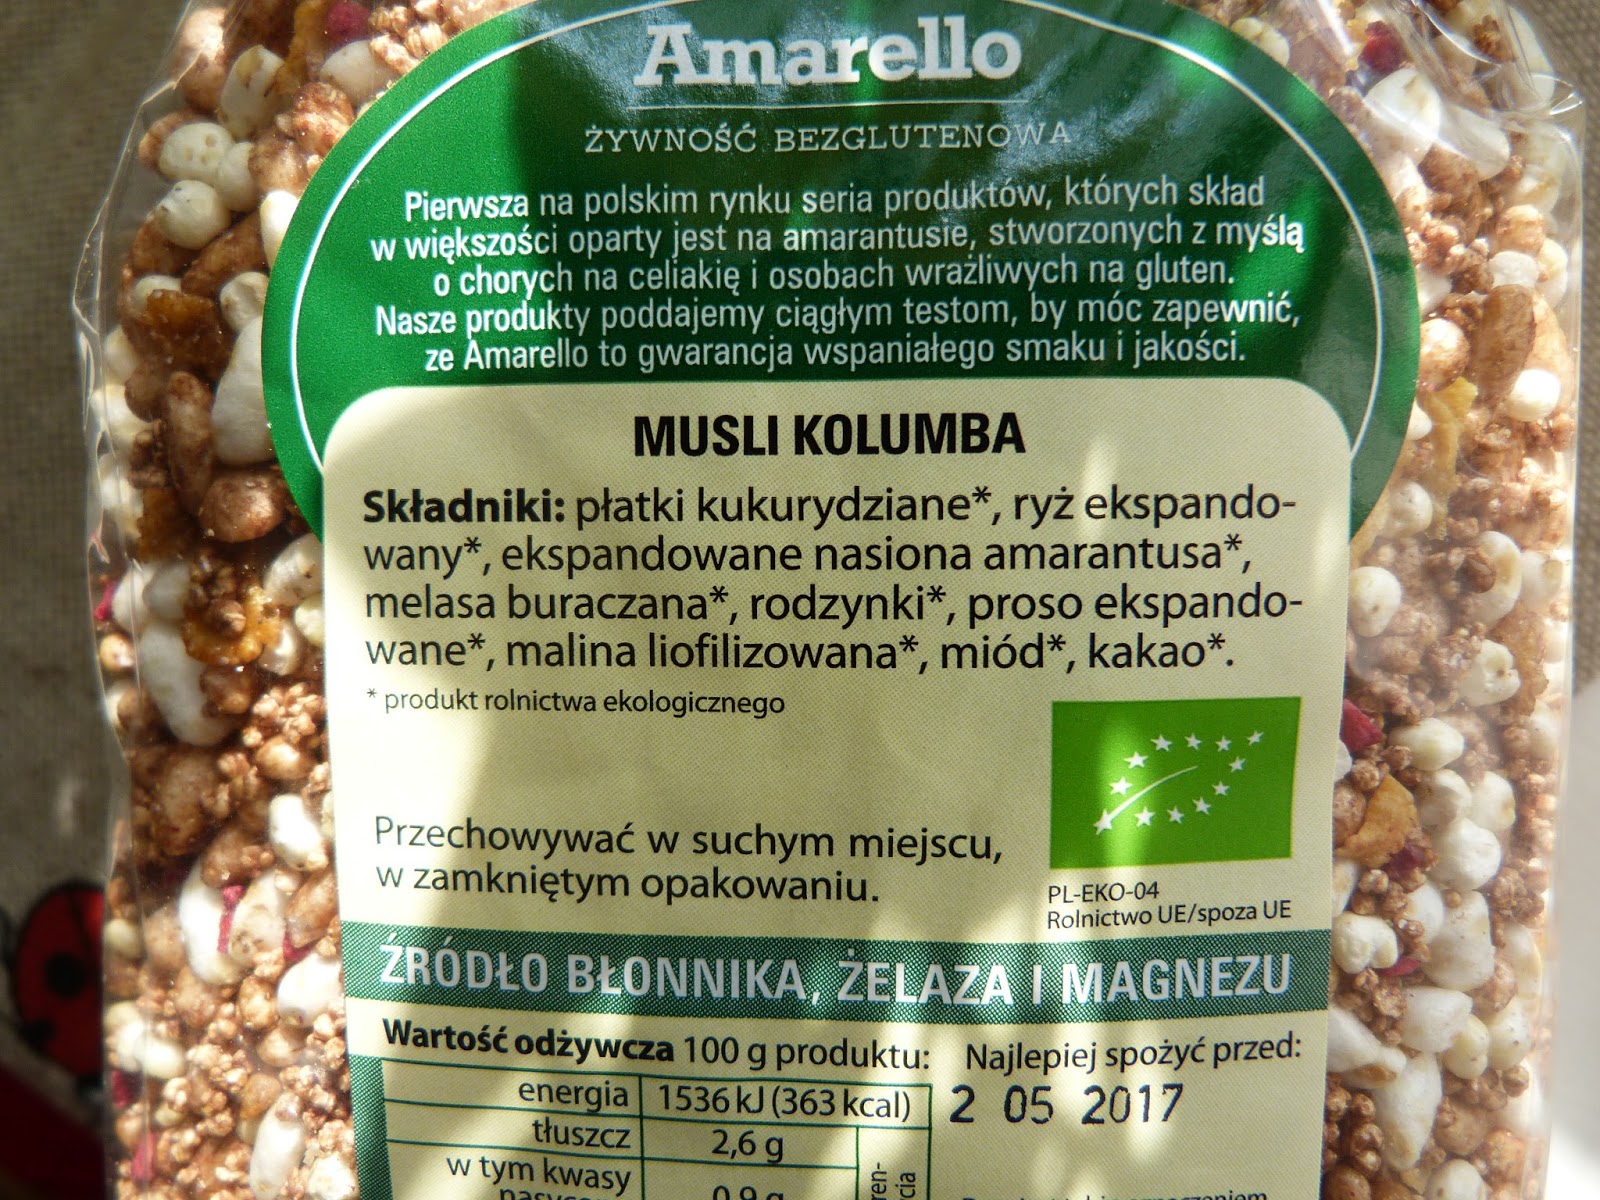 Amarello
ŻYWNOŚĆ BEZGLUTENOWA
Pierwsza na polskim rynku seria produktów, których skład
w większości oparty jest na amarantusie, stworzonych z myślą
o chorych na celiakię i osobach wrażliwych na gluten.
Nasze produkty poddajemy ciągłym testom, by móc zapewnić,
ze Amarello to gwarancja wspaniałego smaku i jakości.
MUSLI KOLUMBA
Składniki: płatki kukurydziane*, ryż ekspando-
wany*, ekspandowane nasiona amarantusa*,
melasa buraczana*, rodzynki*, proso ekspando-
wane*, malina liofilizowana*, miód*, kakao*.
* produkt rolnictwa ekologicznego
Przechowywać w suchym miejscu,
w zamkniętym opakowaniu.
PL-EKO-04
Rolnictwo UE/spoza UE
ŹRÓDŁO BŁONNIKA, ŻELAZA I MAGNEZU
Wartość odżywcza 100 g produktu:
Najlepiej spożyć przed:
2 05 2017
energia 1536 kJ (363 kcal)
tłuszcz 2,6 g
w tym kwasy
0,9 g